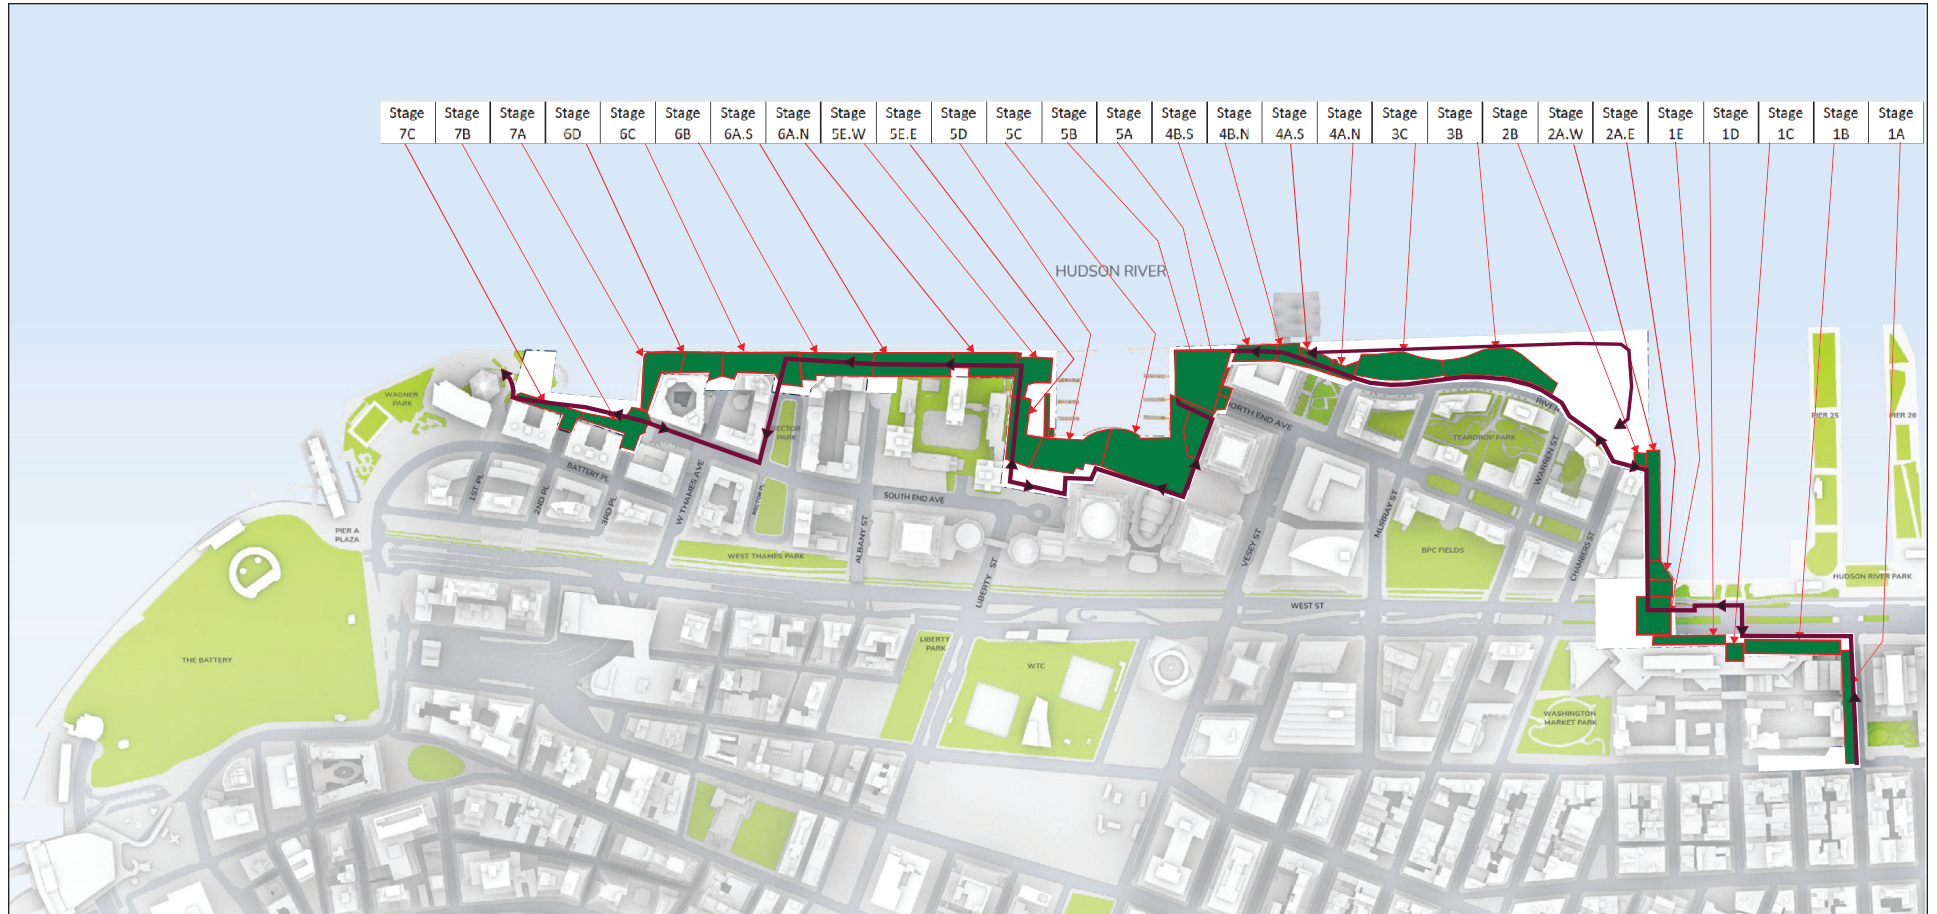 Stage 7C
Stage 7B
Stage 7A
Stage 6D
Stage 6C
Stage 6B
Stage 6A.S
Stage 6A.N
Stage 5E.W
Stage 5E.E
Stage 5D
Stage 5C
Stage 5B
Stage 5A
Stage 4B.S
Stage 4B.N
Stage 4A.S
Stage 4A.N
Stage 3C
Stage 3B
Stage 2B
Stage 2A.W
Stage 2A.E
Stage 1E
Stage 1D
Stage 1C
Stage 1B
Stage 1A
HUDSON RIVER
WAGNER
PARK
RECTOR
PARK
NORTH END AVE
RIVER
TEARDROP PARK
WARREN ST
PIER 25
PIER 26
BATTERY PL
1ST PL
2ND PL
3RD PL
W THAMES AVE
RECTOR PL
SOUTH END AVE
ALBANY ST
LIBERTY ST
VESEY ST
MURRAY ST
CHAMBERS ST
PIER A
PLAZA
WEST THAMES PARK
BPC FIELDS
HUDSON RIVER PARK
WEST ST
LIBERTY
PARK
WTC
THE BATTERY
WASHINGTON
MARKET PARK